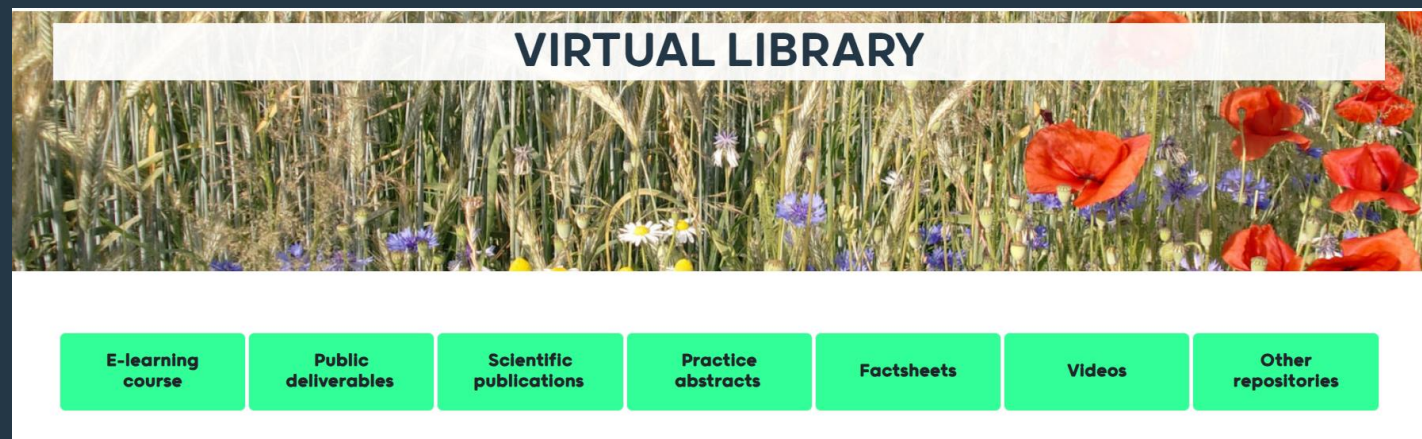 VIRTUAL LIBRARY
E-learning
course
Public
deliverables
Scientific
publications
Practice
abstracts
Factsheets
Videos
Other
repositories